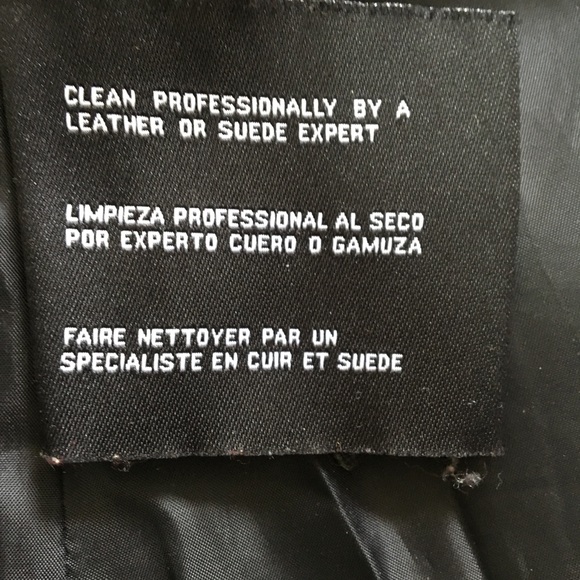 CLEAN PROFESSIONALLY BY A
LEATHER OR SUEDE EXPERT
LIMPIEZA PROFESSIONAL AL SECO
POR EXPERTO CUERO O GAMUZA
FAIRE NETTOYER PAR UN
SPECIALISTE EN CUIR ET SUEDE